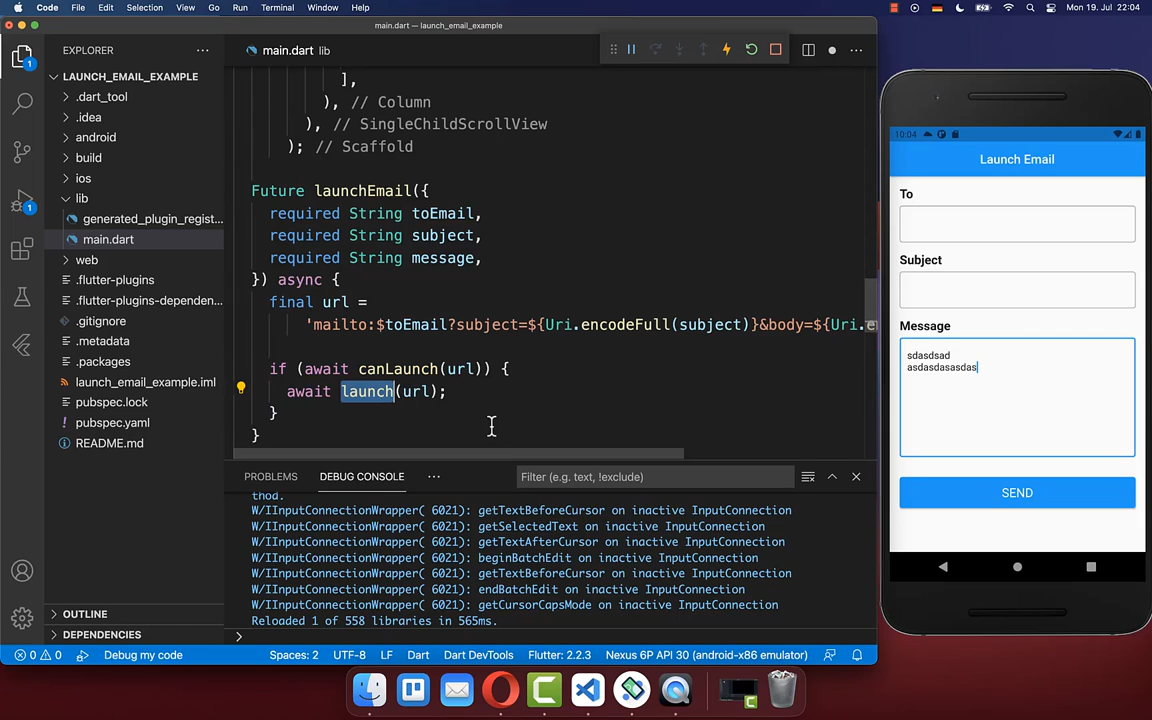 Code File Edit Selection View Go Run Terminal Window Help Mon 19. Jul 22:04
main.dart — launch_email_example
EXPLORER
LAUNCH_EMAIL_EXAMPLE
.dart_tool
.idea
android
build
ios
lib
generated_plugin_regist...
main.dart
web
.flutter-plugins
.flutter-plugins-dependen...
.gitignore
.metadata
.packages
launch_email_example.iml
pubspec.lock
pubspec.yaml
README.md
OUTLINE
DEPENDENCIES
1
1
main.dart lib
],
), // Column
), // SingleChildScrollView
); // Scaffold
Future launchEmail({
required String toEmail,
required String subject,
required String message,
}) async {
final url =
'mailto:$toEmail?subject=${Uri.encodeFull(subject)}&body=${Uri.e
if (await canLaunch(url)) {
await launch(url);
}
}
PROBLEMS DEBUG CONSOLE Filter (e.g. text, !exclude)
thod.
W/IInputConnectionWrapper( 6021): getTextBeforeCursor on inactive InputConnection
W/IInputConnectionWrapper( 6021): getSelectedText on inactive InputConnection
W/IInputConnectionWrapper( 6021): getTextAfterCursor on inactive InputConnection
W/IInputConnectionWrapper( 6021): beginBatchEdit on inactive InputConnection
W/IInputConnectionWrapper( 6021): getTextBeforeCursor on inactive InputConnection
W/IInputConnectionWrapper( 6021): endBatchEdit on inactive InputConnection
W/IInputConnectionWrapper( 6021): getCursorCapsMode on inactive InputConnection
Reloaded 1 of 558 libraries in 565ms.
0 0 Debug my code Spaces: 2 UTF-8 LF Dart Dart DevTools Flutter: 2.2.3 Nexus 6P API 30 (android-x86 emulator)
10:04
Launch Email
To
Subject
Message
sdasdsad
asdasdasasdas
SEND